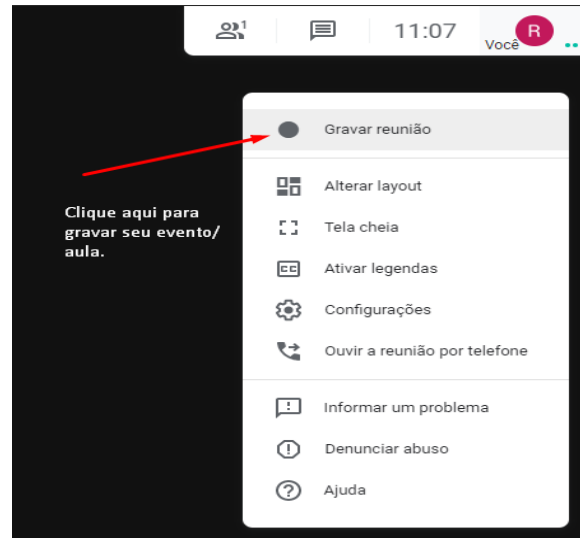 1
11:07
Você
R
Gravar reunião
Clique aqui para
gravar seu evento/
aula.
Alterar layout
Tela cheia
CC
Ativar legendas
Configurações
Ouvir a reunião por telefone
Informar um problema
Denunciar abuso
Ajuda